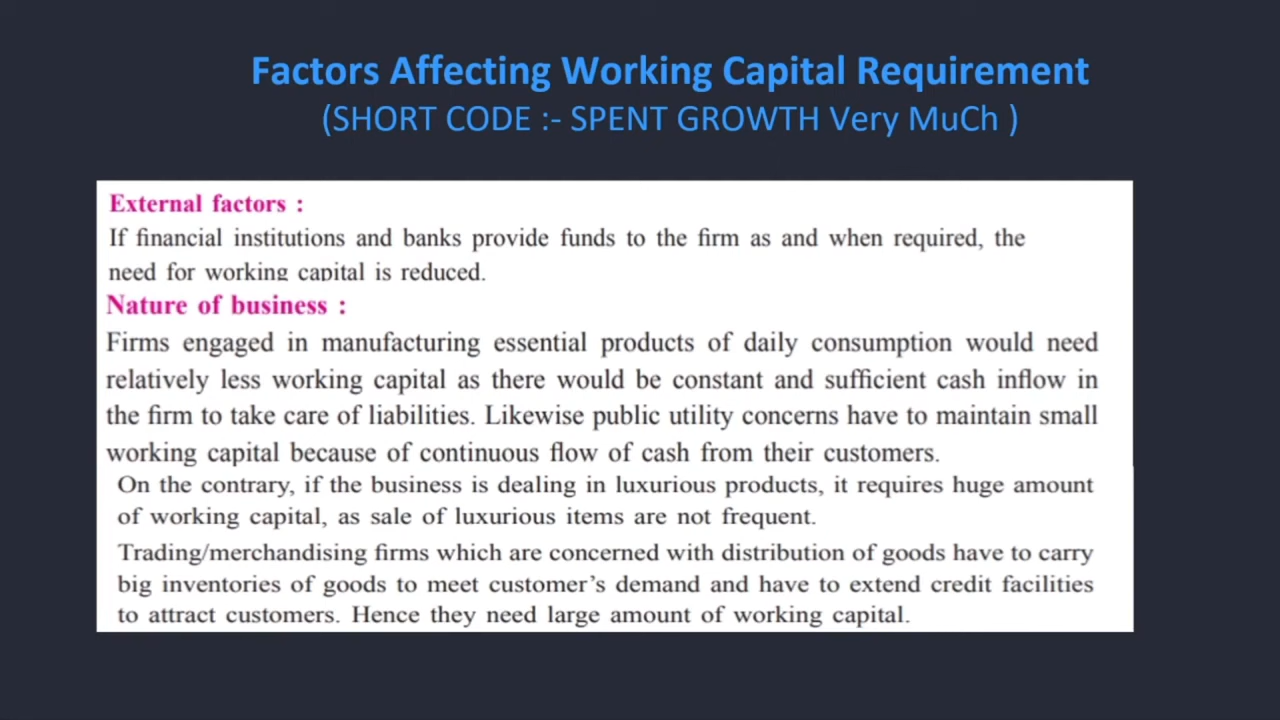 Factors Affecting Working Capital Requirement
(SHORT CODE :- SPENT GROWTH Very MuCh )
External factors :
If financial institutions and banks provide funds to the firm as and when required, the
need for working capital is reduced.
Nature of business :
Firms engaged in manufacturing essential products of daily consumption would need
relatively less working capital as there would be constant and sufficient cash inflow in
the firm to take care of liabilities. Likewise public utility concerns have to maintain small
working capital because of continuous flow of cash from their customers.
On the contrary, if the business is dealing in luxurious products, it requires huge amount
of working capital, as sale of luxurious items are not frequent.
Trading/merchandising firms which are concerned with distribution of goods have to carry
big inventories of goods to meet customer’s demand and have to extend credit facilities
to attract customers. Hence they need large amount of working capital.